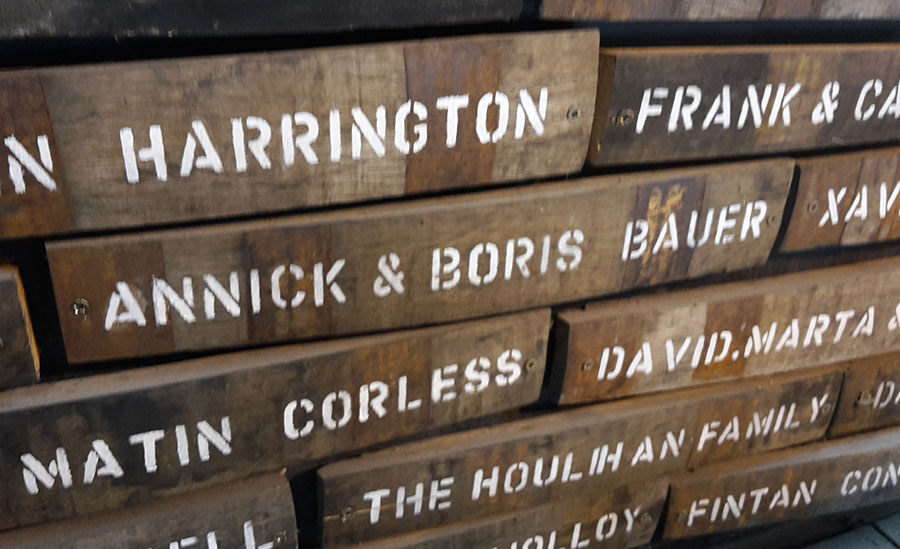 HARRINGTON
FRANK &
ANNICK & BORIS BAUER
DAVID.MARTA &
MATIN CORLESS
THE HOULIHAN FAMILY
FINTAN